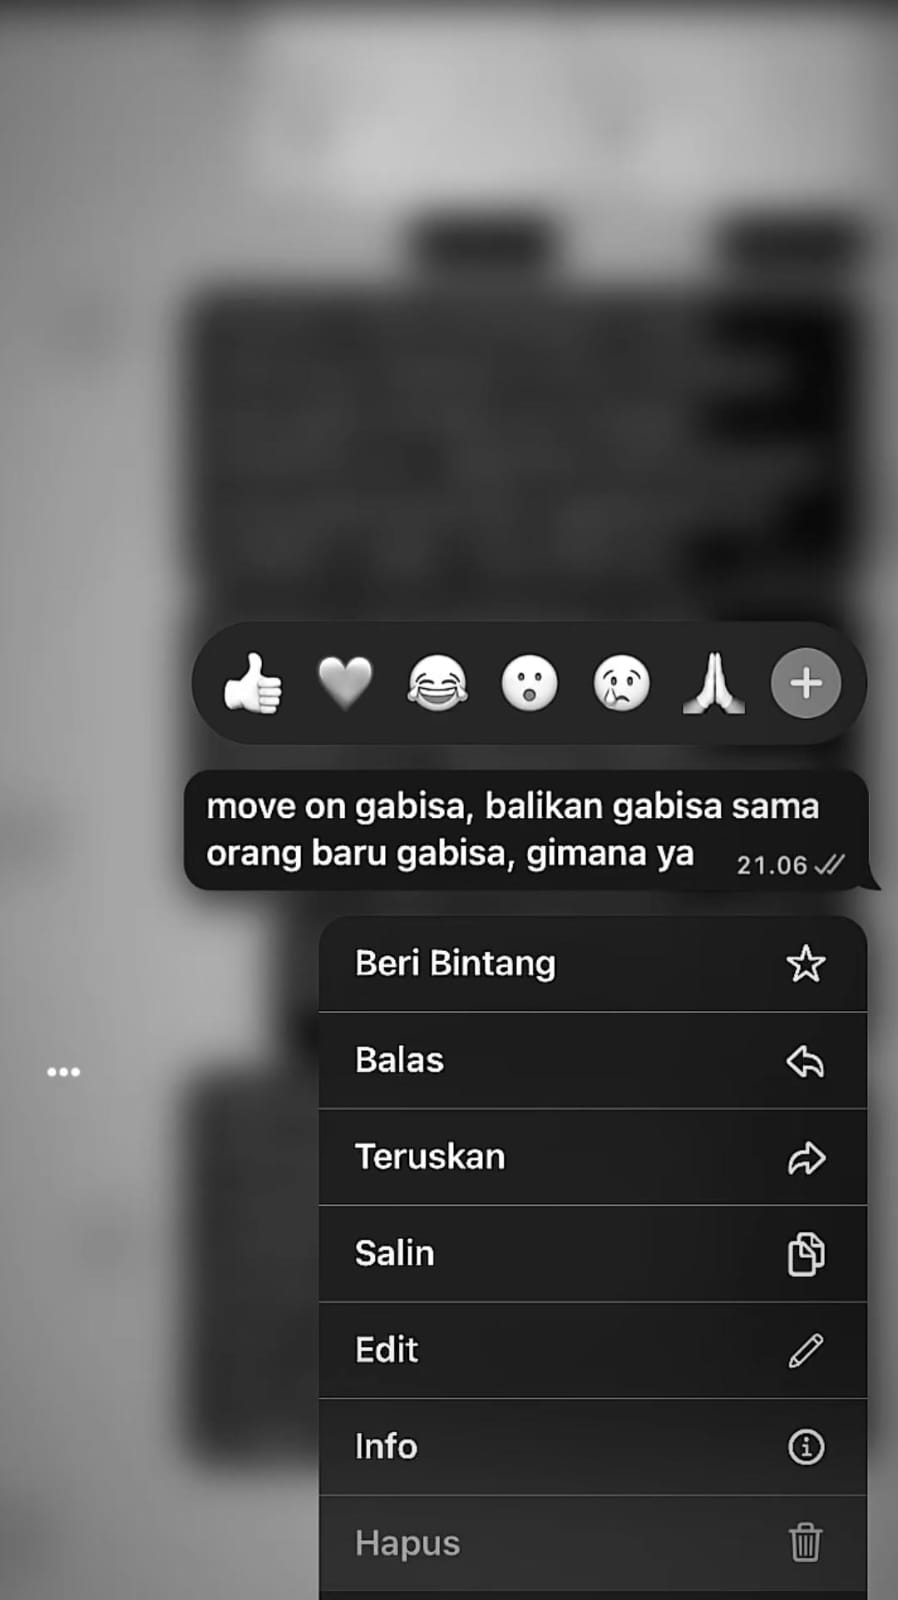 move on gabisa, balikan gabisa sama
orang baru gabisa, gimana ya
21.06
Beri Bintang
Balas
Teruskan
Salin
Edit
Info
Hapus